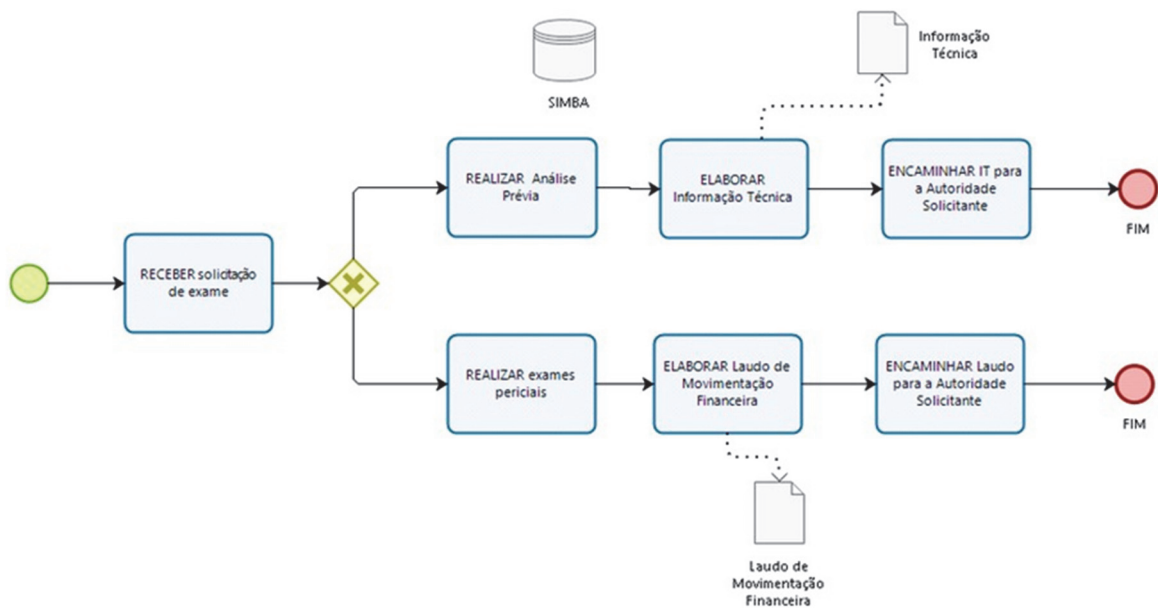 Informação
Técnica
SIMBA
REALIZAR Análise
Prévia
ELABORAR
Informação Técnica
ENCAMINHAR IT para
a Autoridade
Solicitante
FIM
RECEBER solicitação
de exame
REALIZAR exames
periciais
ELABORAR Laudo de
Movimentação
Financeira
ENCAMINHAR Laudo
para a Autoridade
Solicitante
FIM
Laudo de
Movimentação
Financeira